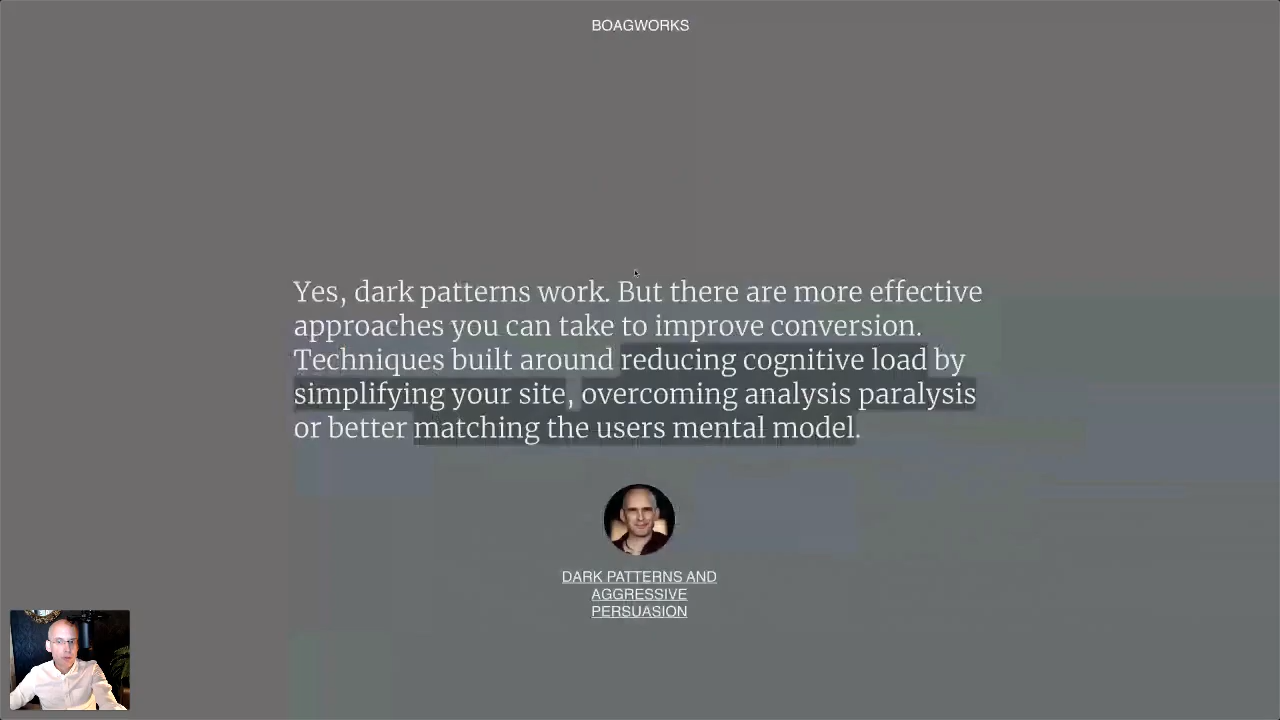 BOAGWORKS
Yes, dark patterns work. But there are more effective
approaches you can take to improve conversion.
Techniques built around reducing cognitive load by
simplifying your site, overcoming analysis paralysis
or better matching the users mental model.
DARK PATTERNS AND
AGGRESSIVE
PERSUASION